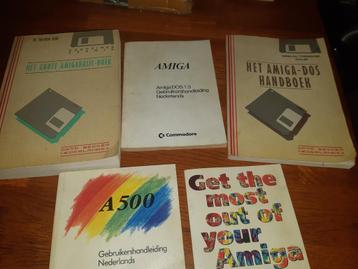 HET GROTE AMIGABASIC-BOEK
AMIGA
AmigaDOS 1.3
Gebruikershandleiding
Nederlands
Commodore
HET AMIGA-DOS
HANDBOEK
A500
Gebruikershandleiding
Nederlands
Get the
most
out of
your
Amiga